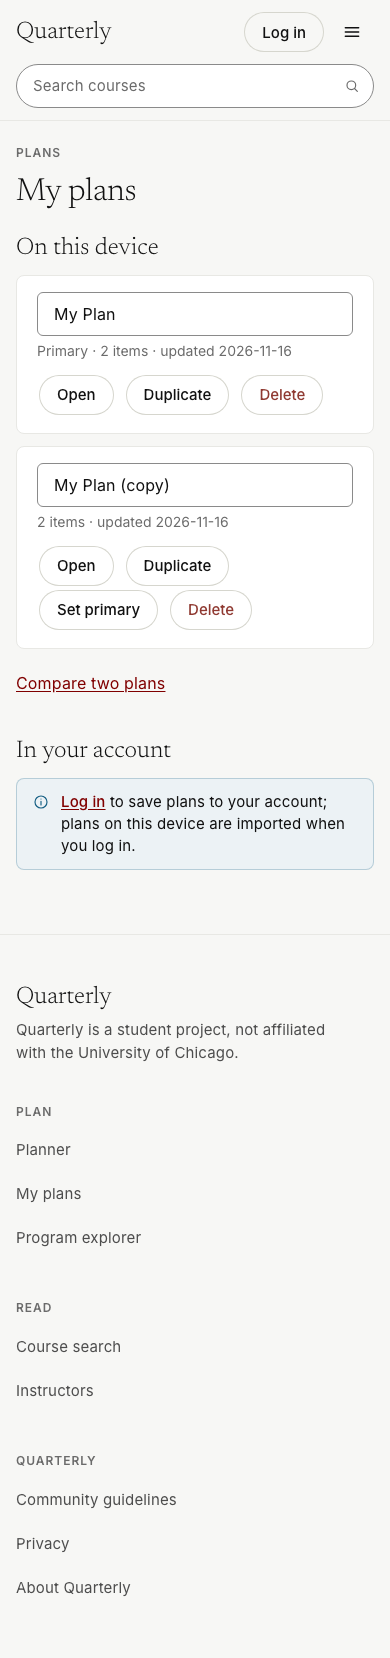 Quarterly
Log in
Search courses
PLANS
My plans
On this device
My Plan
Primary · 2 items · updated 2026-11-16
Open
Duplicate
Delete
My Plan (copy)
2 items · updated 2026-11-16
Open
Duplicate
Set primary
Delete
Compare two plans
In your account
Log in to save plans to your account;
plans on this device are imported when
you log in.
Quarterly
Quarterly is a student project, not affiliated
with the University of Chicago.
PLAN
Planner
My plans
Program explorer
READ
Course search
Instructors
QUARTERLY
Community guidelines
Privacy
About Quarterly